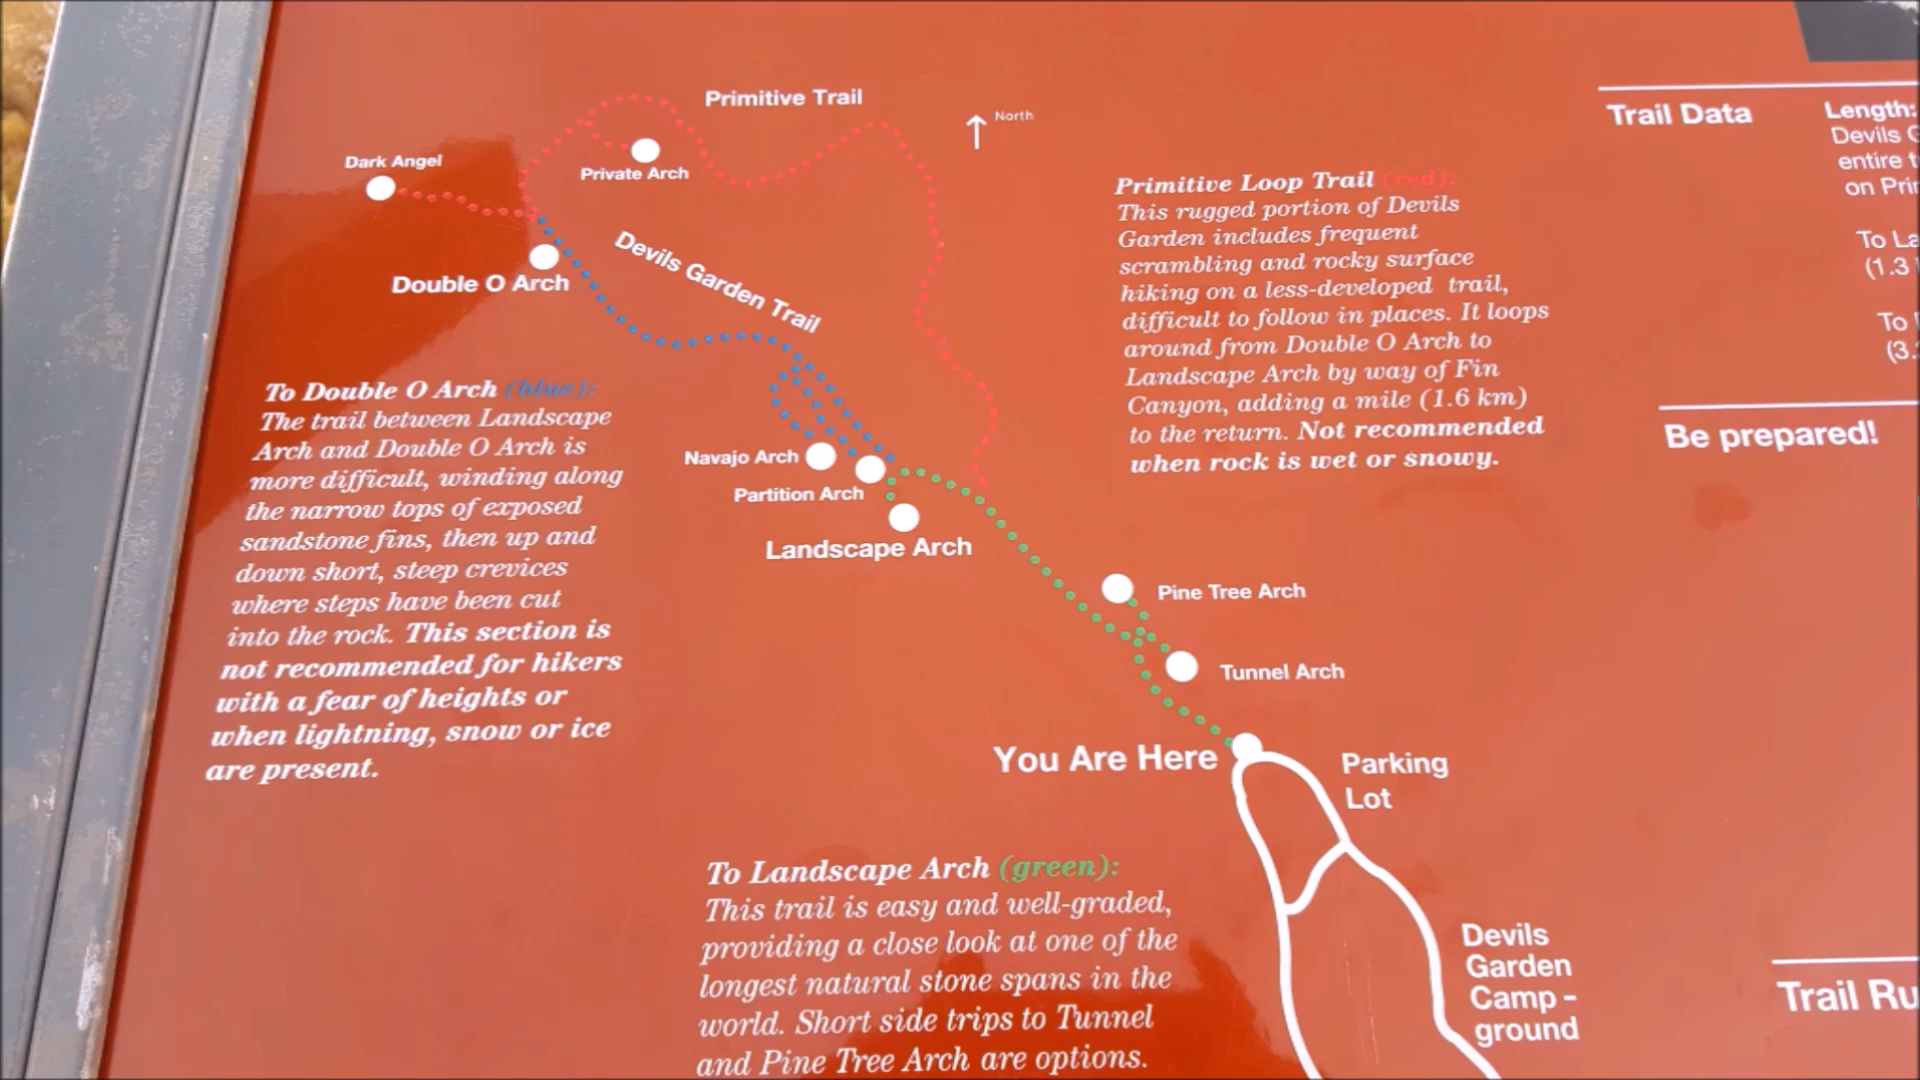 Primitive Trail
North
Dark Angel
Private Arch
Double O Arch
Devils Garden Trail
To Double O Arch (blue):
The trail between Landscape
Arch and Double O Arch is
more difficult, winding along
the narrow tops of exposed
sandstone fins, then up and
down short, steep crevices
where steps have been cut
into the rock. This section is
not recommended for hikers
with a fear of heights or
when lightning, snow or ice
are present.
Navajo Arch
Partition Arch
Landscape Arch
Primitive Loop Trail (red):
This rugged portion of Devils
Garden includes frequent
scrambling and rocky surface
hiking on a less-developed trail,
difficult to follow in places. It loops
around from Double O Arch to
Landscape Arch by way of Fin
Canyon, adding a mile (1.6 km)
to the return. Not recommended
when rock is wet or snowy.
Pine Tree Arch
Tunnel Arch
You Are Here
Parking
Lot
Devils
Garden
Camp-
ground
To Landscape Arch (green):
This trail is easy and well-graded,
providing a close look at one of the
longest natural stone spans in the
world. Short side trips to Tunnel
and Pine Tree Arch are options.
Trail Data
Length:
Devils
entire
on
To
(1.3
To
Be prepared!
Trail